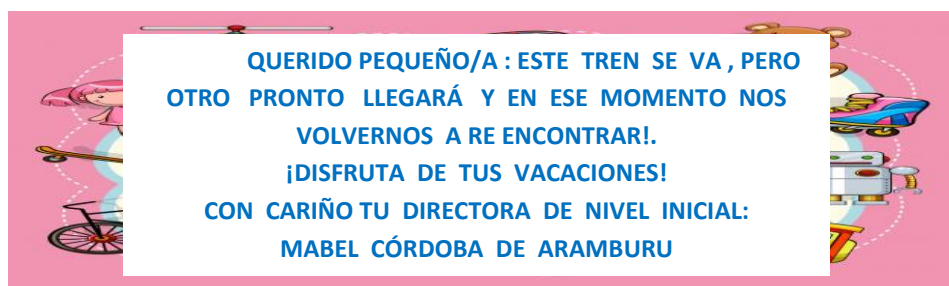 QUERIDO PEQUEÑO/A : ESTE TREN SE VA , PERO
OTRO PRONTO LLEGARÁ Y EN ESE MOMENTO NOS
VOLVERNOS A RE ENCONTRAR!.
¡DISFRUTA DE TUS VACACIONES!
CON CARIÑO TU DIRECTORA DE NIVEL INICIAL:
MABEL CÓRDOBA DE ARAMBURU